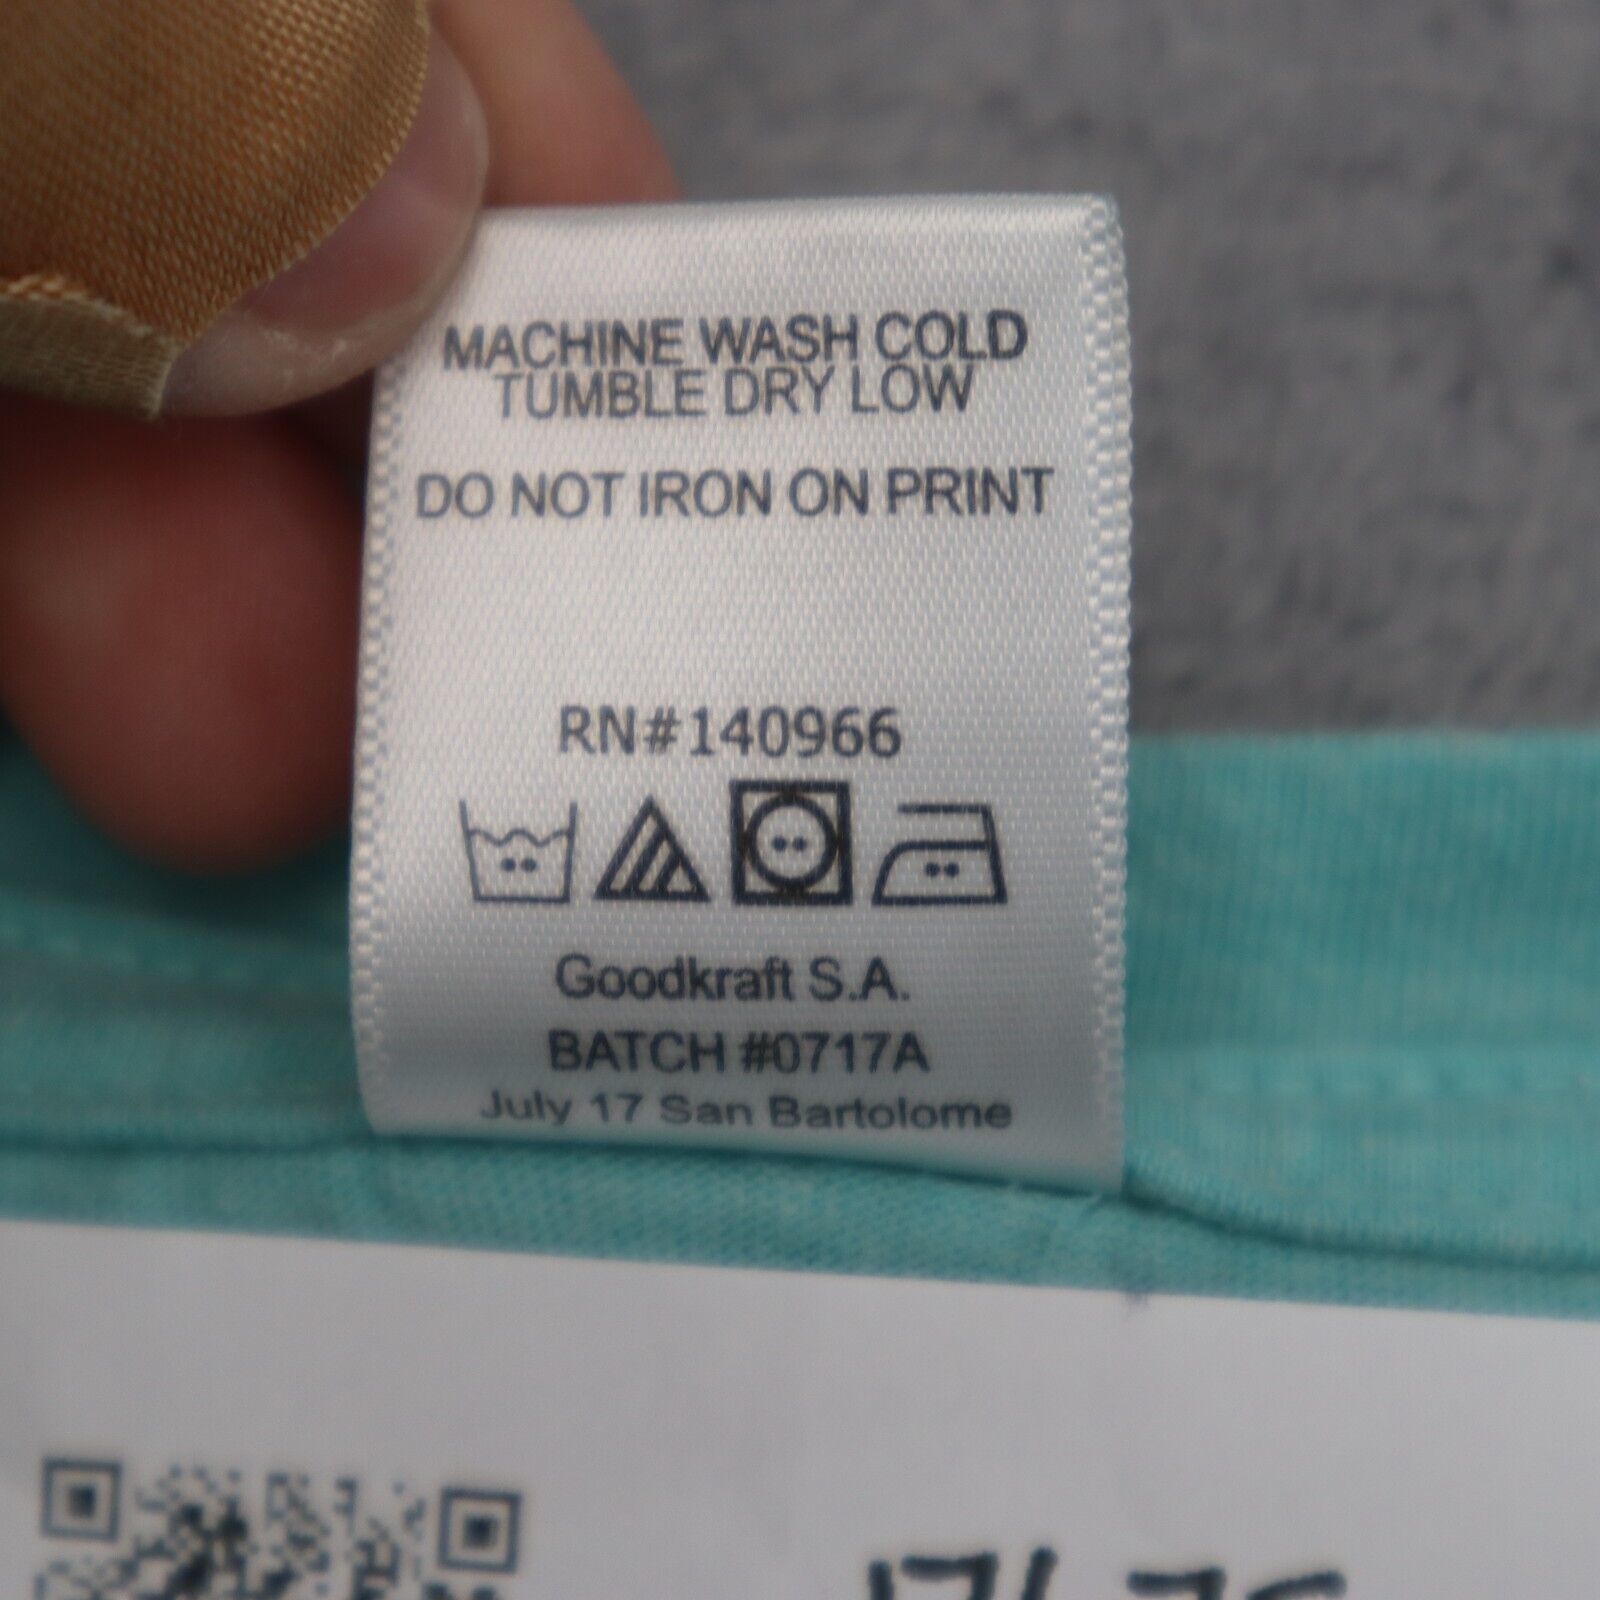 MACHINE WASH COLD
TUMBLE DRY LOW
DO NOT IRON ON PRINT
RN#140966
Goodkraft S.A.
BATCH #0717A
July 17 San Bartolome